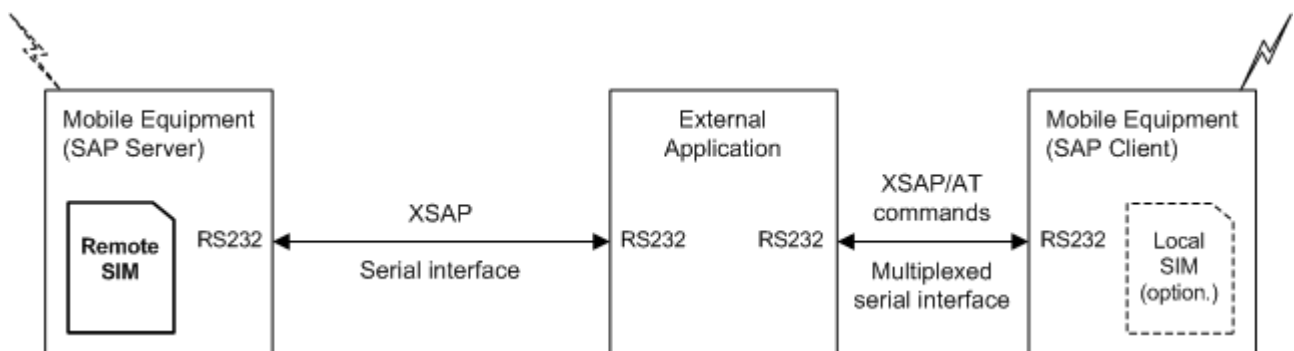 Mobile Equipment
(SAP Server)
Remote
SIM
RS232
XSAP
Serial interface
External
Application
RS232
RS232
XSAP/AT
commands
Multiplexed
serial interface
Mobile Equipment
(SAP Client)
RS232
Local
SIM
(option.)